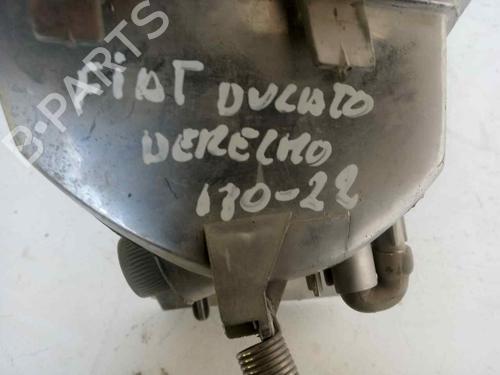 FIAT DUCATO
DERECHO
170-22
B-PARTS